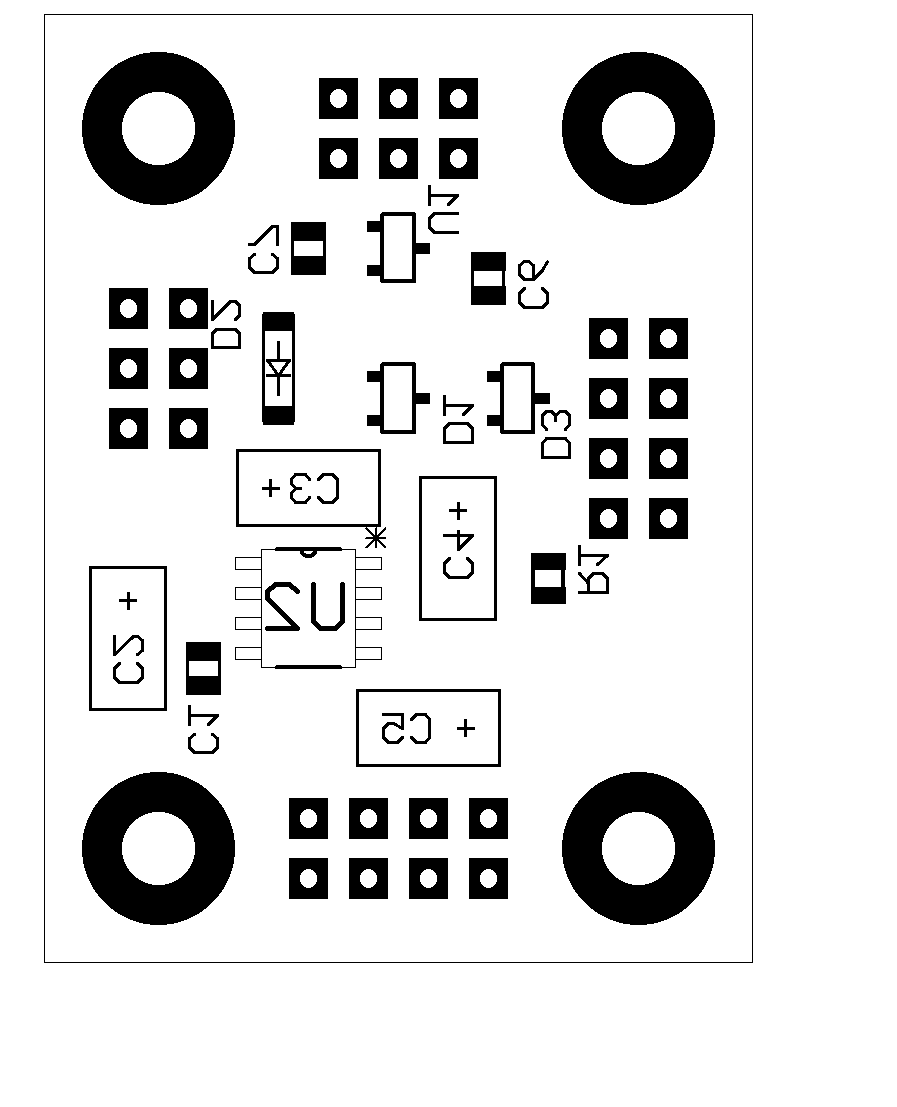 U1
C7
C6
D2
D1
D3
C3 +
*
C4 +
R1
U2
C2 +
C1
+ C5